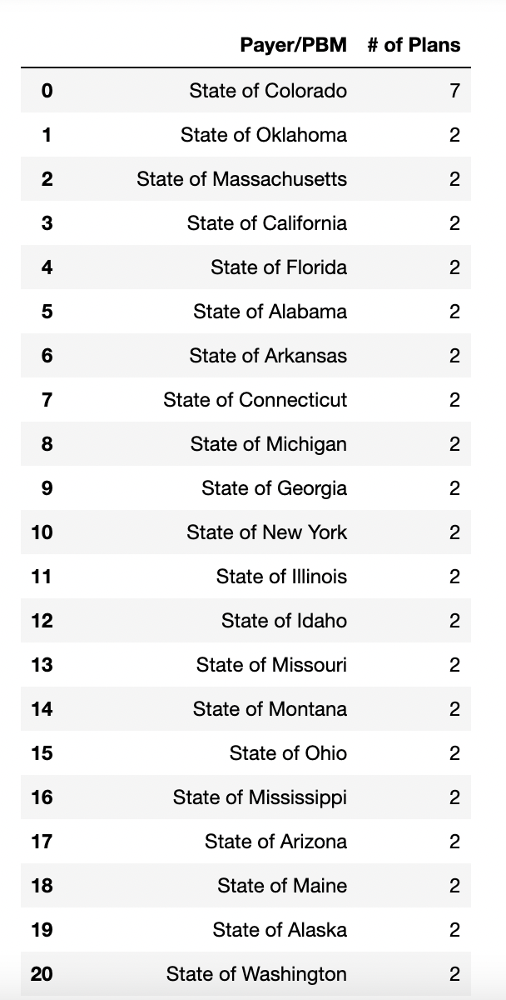 Payer/PBM # of Plans
0 State of Colorado 7
1 State of Oklahoma 2
2 State of Massachusetts 2
3 State of California 2
4 State of Florida 2
5 State of Alabama 2
6 State of Arkansas 2
7 State of Connecticut 2
8 State of Michigan 2
9 State of Georgia 2
10 State of New York 2
11 State of Illinois 2
12 State of Idaho 2
13 State of Missouri 2
14 State of Montana 2
15 State of Ohio 2
16 State of Mississippi 2
17 State of Arizona 2
18 State of Maine 2
19 State of Alaska 2
20 State of Washington 2